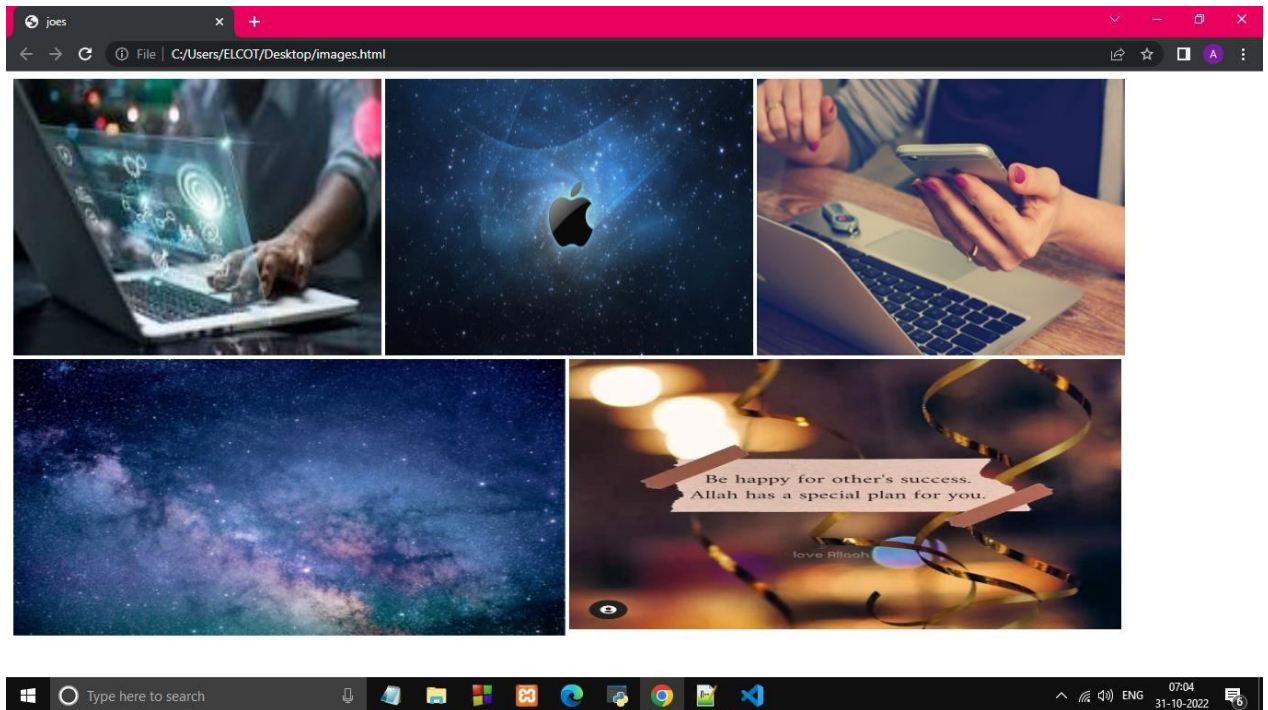 joes
File
C:/Users/ELCOT/Desktop/images.html
A
Be happy for other's success.
Allah has a special plan for you.
love Allaah
Type here to search
ENG
07:04
31-10-2022
6